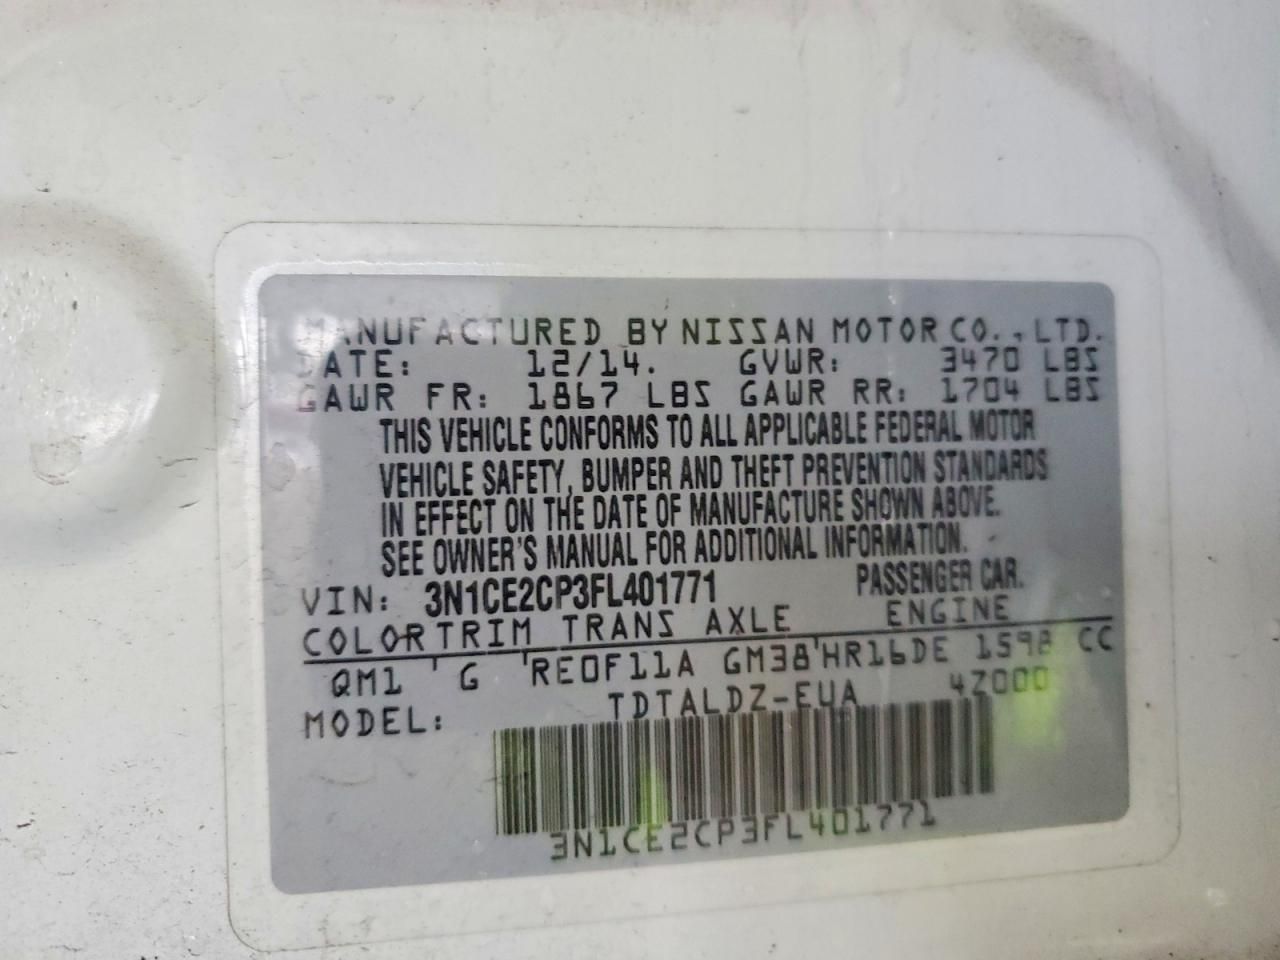 MANUFACTURED BY NISSAN MOTOR CO., LTD.
DATE: 12/14. GVWR: 3470 LBS
GAWR FR: 1867 LBS GAWR RR: 1704 LBS
THIS VEHICLE CONFORMS TO ALL APPLICABLE FEDERAL MOTOR
VEHICLE SAFETY, BUMPER AND THEFT PREVENTION STANDARDS
IN EFFECT ON THE DATE OF MANUFACTURE SHOWN ABOVE.
SEE OWNER'S MANUAL FOR ADDITIONAL INFORMATION.
VIN: 3N1CE2CP3FL401771 PASSENGER CAR.
COLOR TRIM TRANS AXLE ENGINE
QM1 ' G ' RE0F11A GM38 ' HR16DE 1598 CC
MODEL: TDTALDZ-EUA 4Z000
3N1CE2CP3FL401771